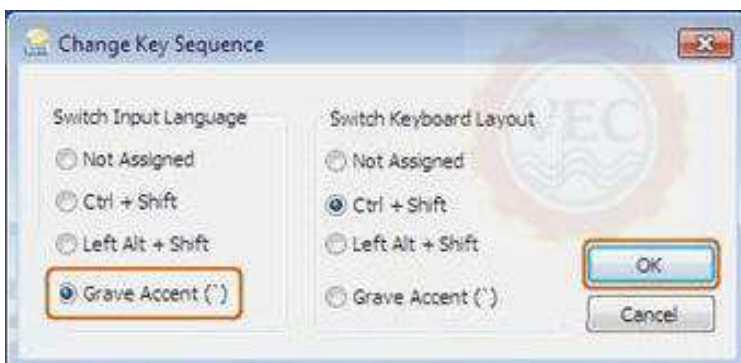 Change Key Sequence
Switch Input Language
Not Assigned
Ctrl + Shift
Left Alt + Shift
Grave Accent (`)
Switch Keyboard Layout
Not Assigned
Ctrl + Shift
Left Alt + Shift
Grave Accent (`)
OK
Cancel
VEC